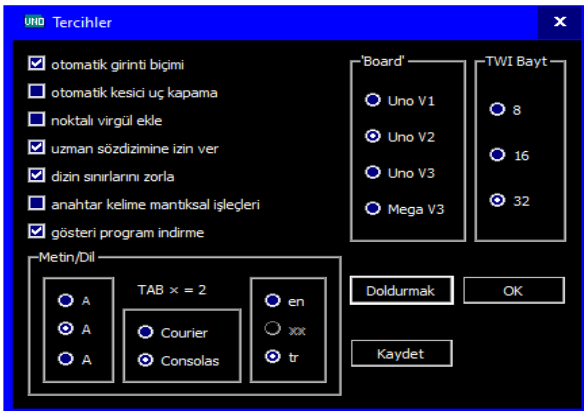 UHD Tercihler x
otomatik girinti biçimi
otomatik kesici uç kapama
noktalı virgül ekle
uzman sözdizimine izin ver
dizin sınırlarını zorla
anahtar kelime mantıksal işleçleri
gösteri program indirme
'Board'
Uno V1
Uno V2
Uno V3
Mega V3
TWI Bayt
8
16
32
Metin/Dil
A
A
A
TAB × = 2
Courier
Consolas
en
xx
tr
Doldurmak
OK
Kaydet